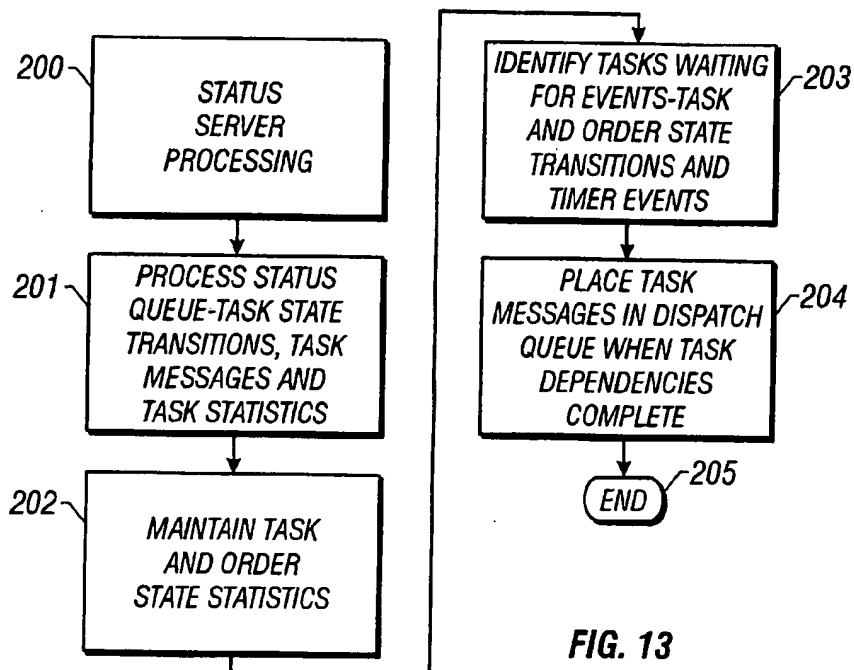 200
STATUS
SERVER
PROCESSING
201
PROCESS STATUS
QUEUE-TASK STATE
TRANSITIONS, TASK
MESSAGES AND
TASK STATISTICS
202
MAINTAIN TASK
AND ORDER
STATE STATISTICS
203
IDENTIFY TASKS WAITING
FOR EVENTS-TASK
AND ORDER STATE
TRANSITIONS AND
TIMER EVENTS
204
PLACE TASK
MESSAGES IN DISPATCH
QUEUE WHEN TASK
DEPENDENCIES
COMPLETE
END
205
FIG. 13